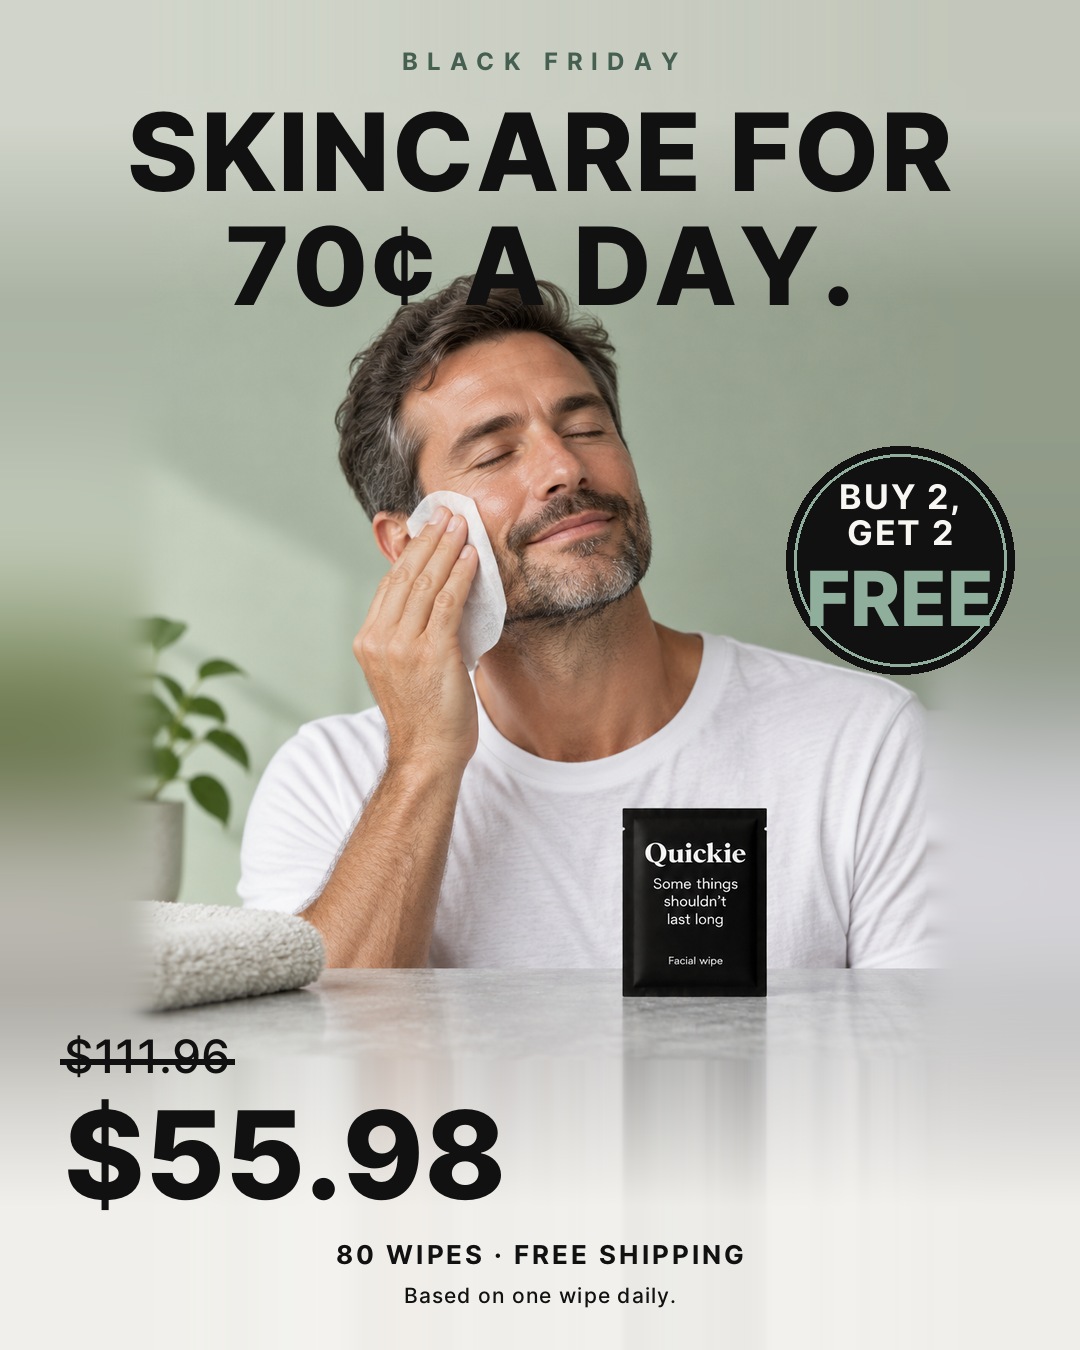 BLACK FRIDAY
SKINCARE FOR
70¢ A DAY.
BUY 2,
GET 2
FREE
Quickie
Some things
shouldn't
last long
Facial wipe
$111.96
$55.98
80 WIPES · FREE SHIPPING
Based on one wipe daily.